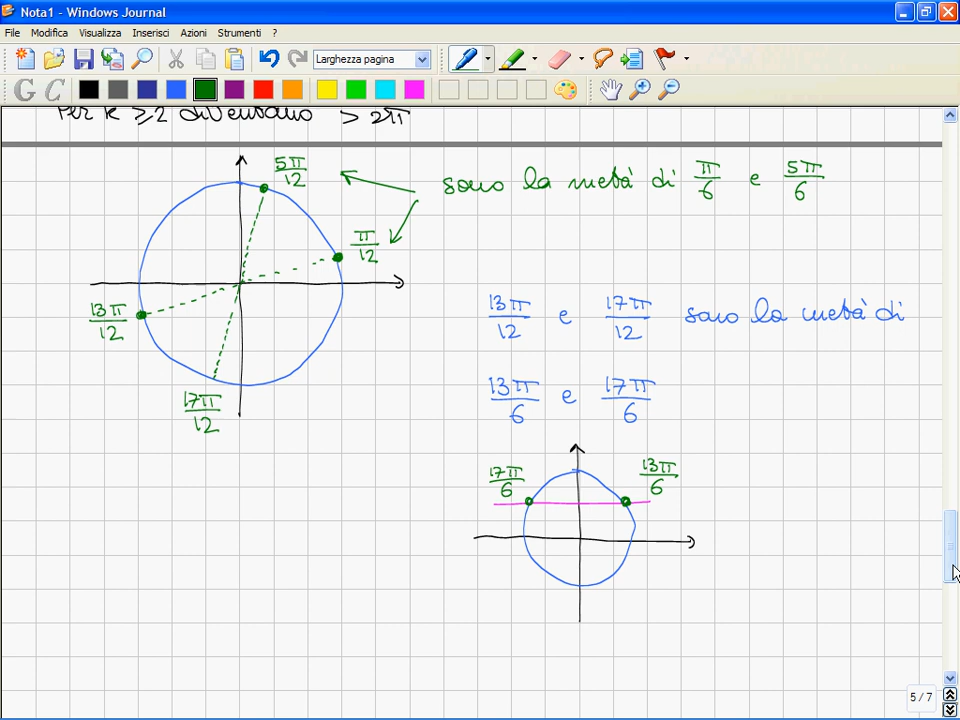 Nota1 - Windows Journal
File Modifica Visualizza Inserisci Azioni Strumenti ?
Larghezza pagina
G C
Per k ≥ 2 diventano > 2π
5π/12
sono la metà di π/6 e 5π/6
π/12
13π/12
17π/12
13π/12 e 17π/12 sono la metà di
13π/6 e 17π/6
17π/6 13π/6
5 / 7